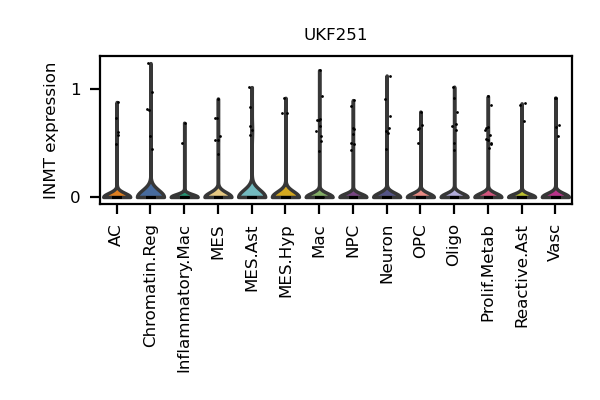 UKF251
INMT expression
1
0
AC
Chromatin.Reg
Inflammatory.Mac
MES
MES.Ast
MES.Hyp
Mac
NPC
Neuron
OPC
Oligo
Prolif.Metab
Reactive.Ast
Vasc